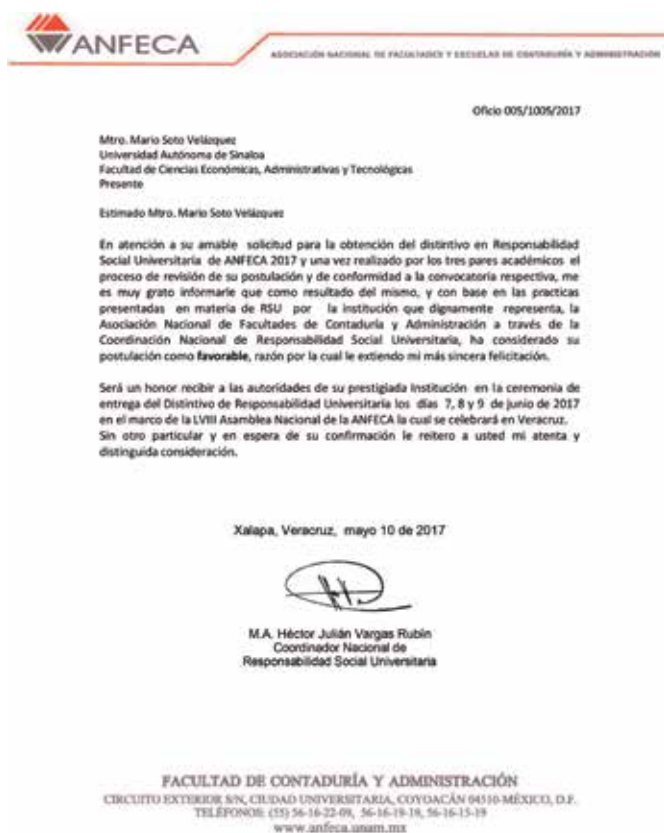 ANFECA
ASOCIACIÓN NACIONAL DE FACULTADES Y ESCUELAS DE CONTADURÍA Y ADMINISTRACIÓN
Oficio 005/1005/2017
Mtro. Mario Soto Velázquez
Universidad Autónoma de Sinaloa
Facultad de Ciencias Económicas, Administrativas y Tecnológicas
Presente
Estimado Mtro. Mario Soto Velázquez
En atención a su amable solicitud para la obtención del distintivo en Responsabilidad
Social Universitaria de ANFECA 2017 y una vez realizado por los tres pares académicos el
proceso de revisión de su postulación y de conformidad a la convocatoria respectiva, me
es muy grato informarle que como resultado del mismo, y con base en las practicas
presentadas en materia de RSU por la institución que dignamente representa, la
Asociación Nacional de Facultades de Contaduría y Administración a través de la
Coordinación Nacional de Responsabilidad Social Universitaria, ha considerado su
postulación como favorable, razón por la cual le extiendo mi más sincera felicitación.
Será un honor recibir a las autoridades de su prestigiada Institución en la ceremonia de
entrega del Distintivo de Responsabilidad Universitaria los días 7, 8 y 9 de junio de 2017
en el marco de la LVIII Asamblea Nacional de la ANFECA la cual se celebrará en Veracruz.
Sin otro particular y en espera de su confirmación le reitero a usted mi atenta y
distinguida consideración.
Xalapa, Veracruz, mayo 10 de 2017
M.A. Héctor Julián Vargas Rubín
Coordinador Nacional de
Responsabilidad Social Universitaria
FACULTAD DE CONTADURÍA Y ADMINISTRACIÓN
CIRCUITO EXTERIOR S/N, CIUDAD UNIVERSITARIA, COYOACÁN 04510-MÉXICO, D.F.
TELÉFONOS: (55) 56-16-22-09, 56-16-19-19, 56-16-15-19
www.anfeca.unam.mx